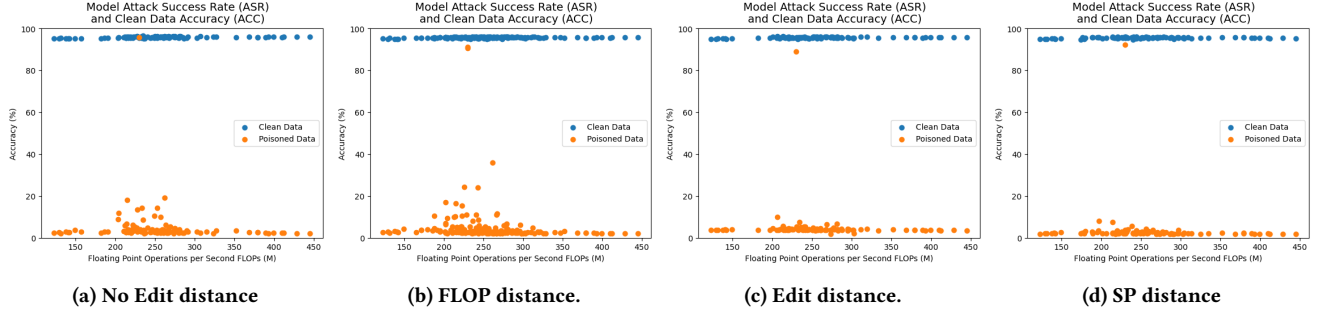 Model Attack Success Rate (ASR)
and Clean Data Accuracy (ACC)
100
80
60
40
20
0
Accuracy (%)
Clean Data
Poisoned Data
150 200 250 300 350 400 450
Floating Point Operations per Second FLOPs (M)
(a) No Edit distance
Model Attack Success Rate (ASR)
and Clean Data Accuracy (ACC)
100
80
60
40
20
0
Accuracy (%)
Clean Data
Poisoned Data
150 200 250 300 350 400 450
Floating Point Operations per Second FLOPs (M)
(b) FLOP distance.
Model Attack Success Rate (ASR)
and Clean Data Accuracy (ACC)
100
80
60
40
20
0
Accuracy (%)
Clean Data
Poisoned Data
150 200 250 300 350 400 450
Floating Point Operations per Second FLOPs (M)
(c) Edit distance.
Model Attack Success Rate (ASR)
and Clean Data Accuracy (ACC)
100
80
60
40
20
0
Accuracy (%)
Clean Data
Poisoned Data
150 200 250 300 350 400 450
Floating Point Operations per Second FLOPs (M)
(d) SP distance